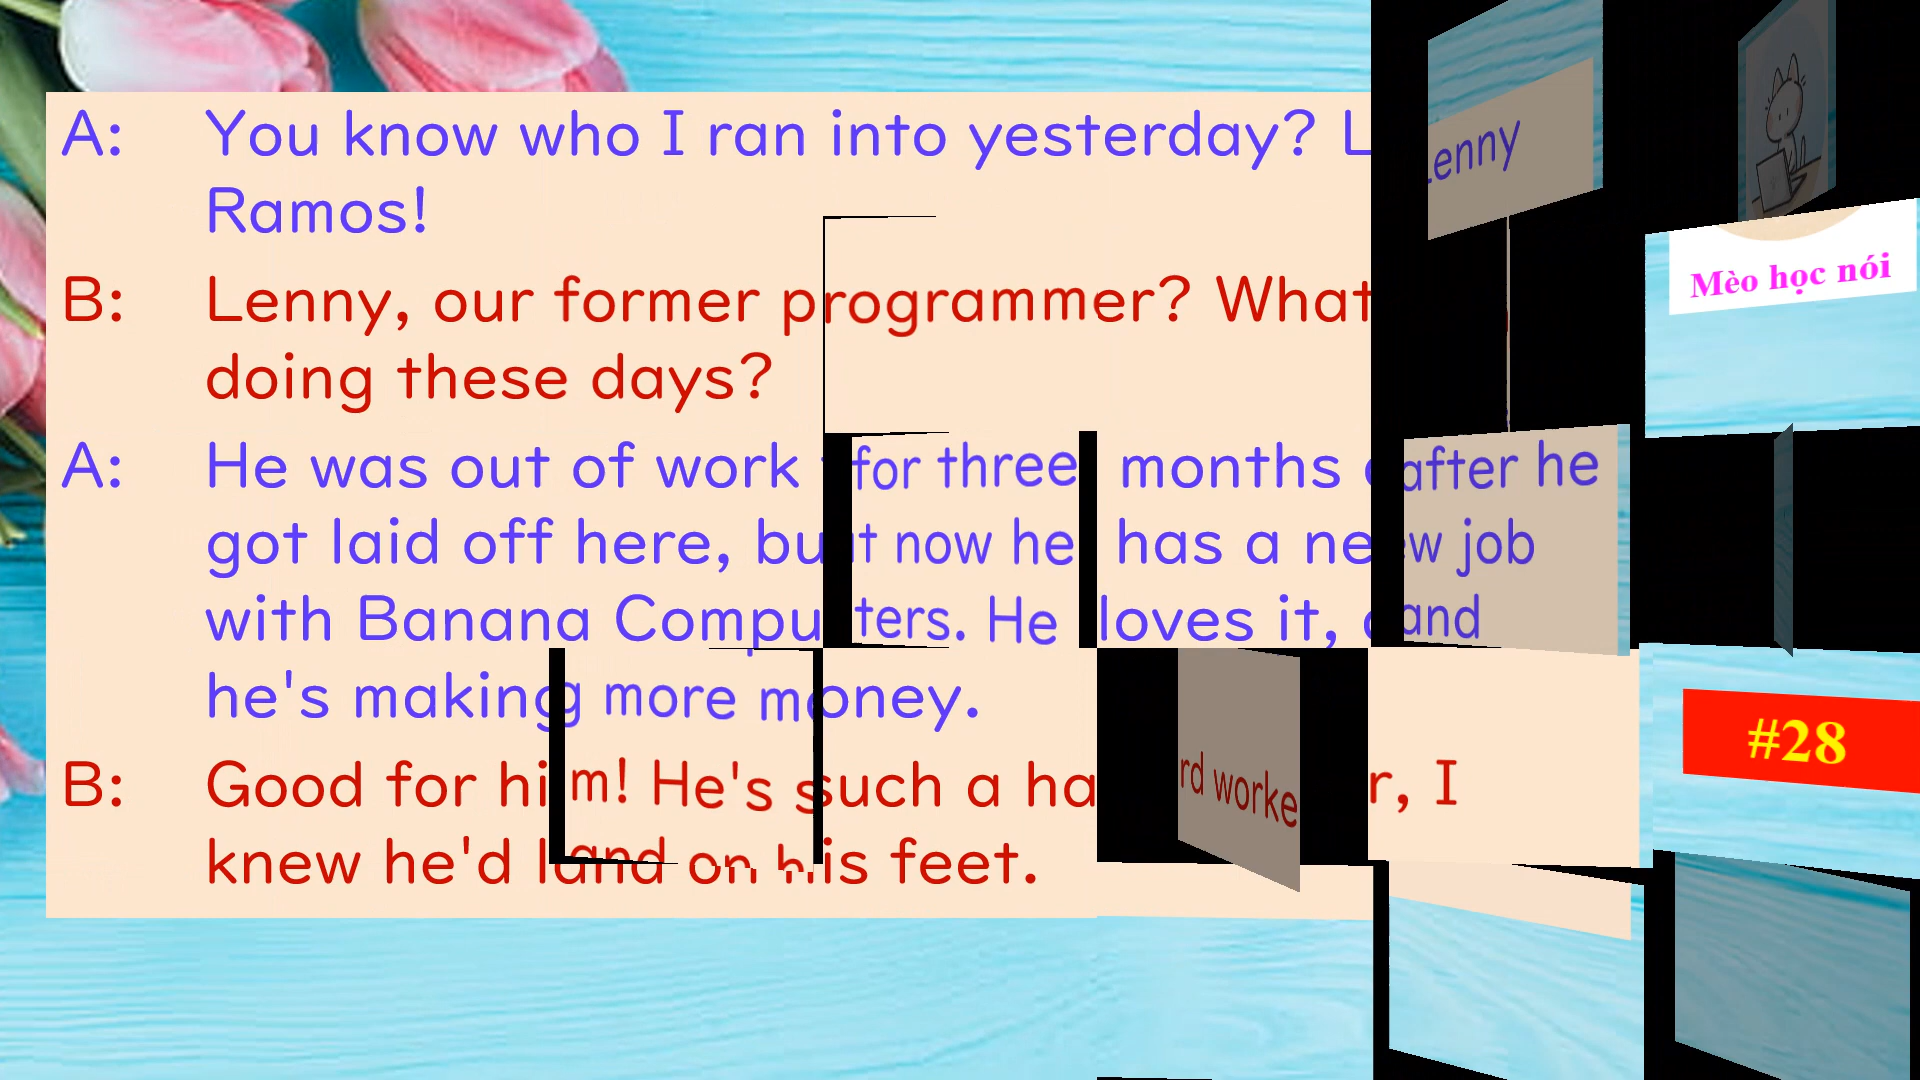 A: You know who I ran into yesterday? Lenny
Ramos!
B: Lenny, our former programmer? What
doing these days?
A: He was out of work for three months after he
got laid off here, but now he has a new job
with Banana Computers. He loves it, and
he's making more money.
B: Good for him! He's such a hard worker, I
knew he'd land on his feet.
Mèo học nói
#28